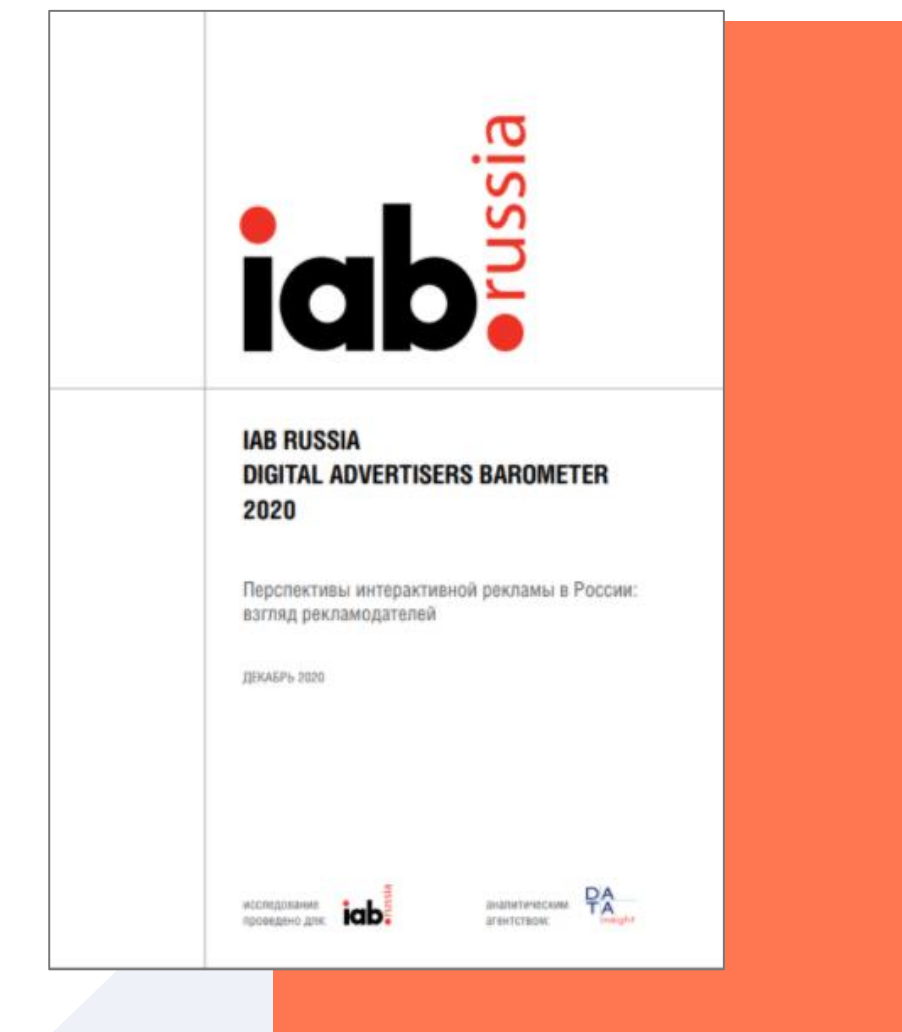 iab.russia
IAB RUSSIA
DIGITAL ADVERTISERS BAROMETER
2020
Перспективы интерактивной рекламы в России:
взгляд рекламодателей
ДЕКАБРЬ 2020
исследование
проведено для:
iab.russia
аналитическим
агентством:
DA
TA
insight